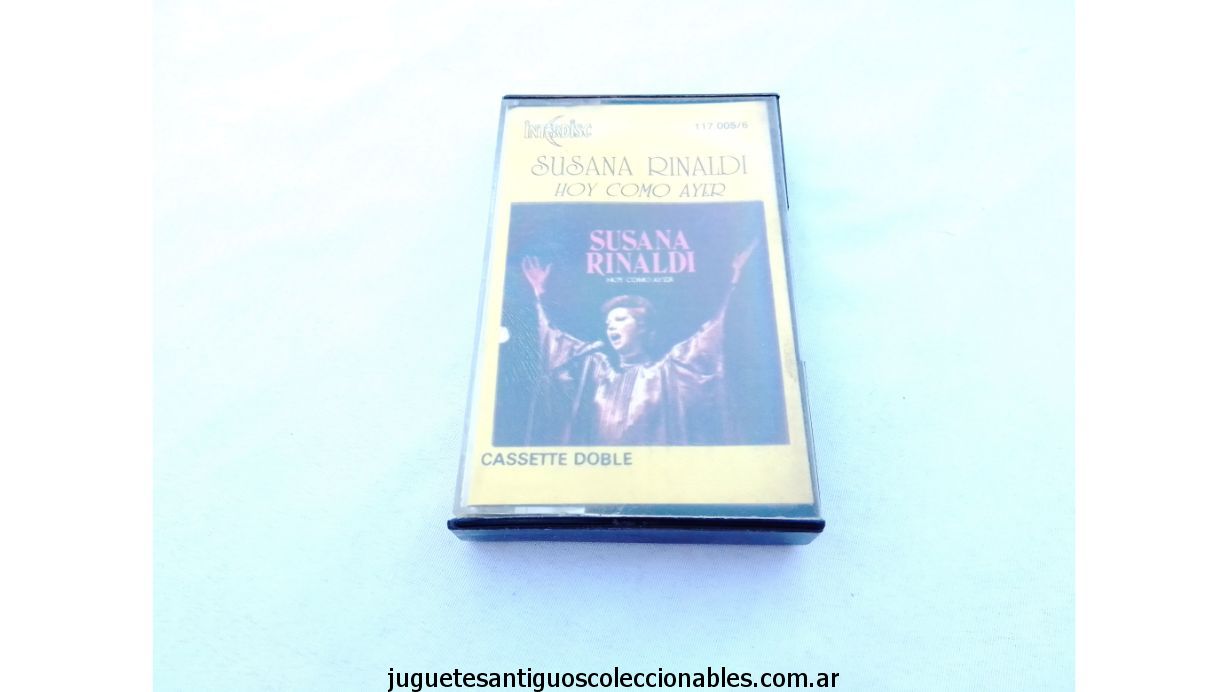 INTERDISC
117 005/6
SUSANA RINALDI
HOY COMO AYER
SUSANA
RINALDI
HOY COMO AYER
CASSETTE DOBLE
juguetesantiguoscoleccionables.com.ar